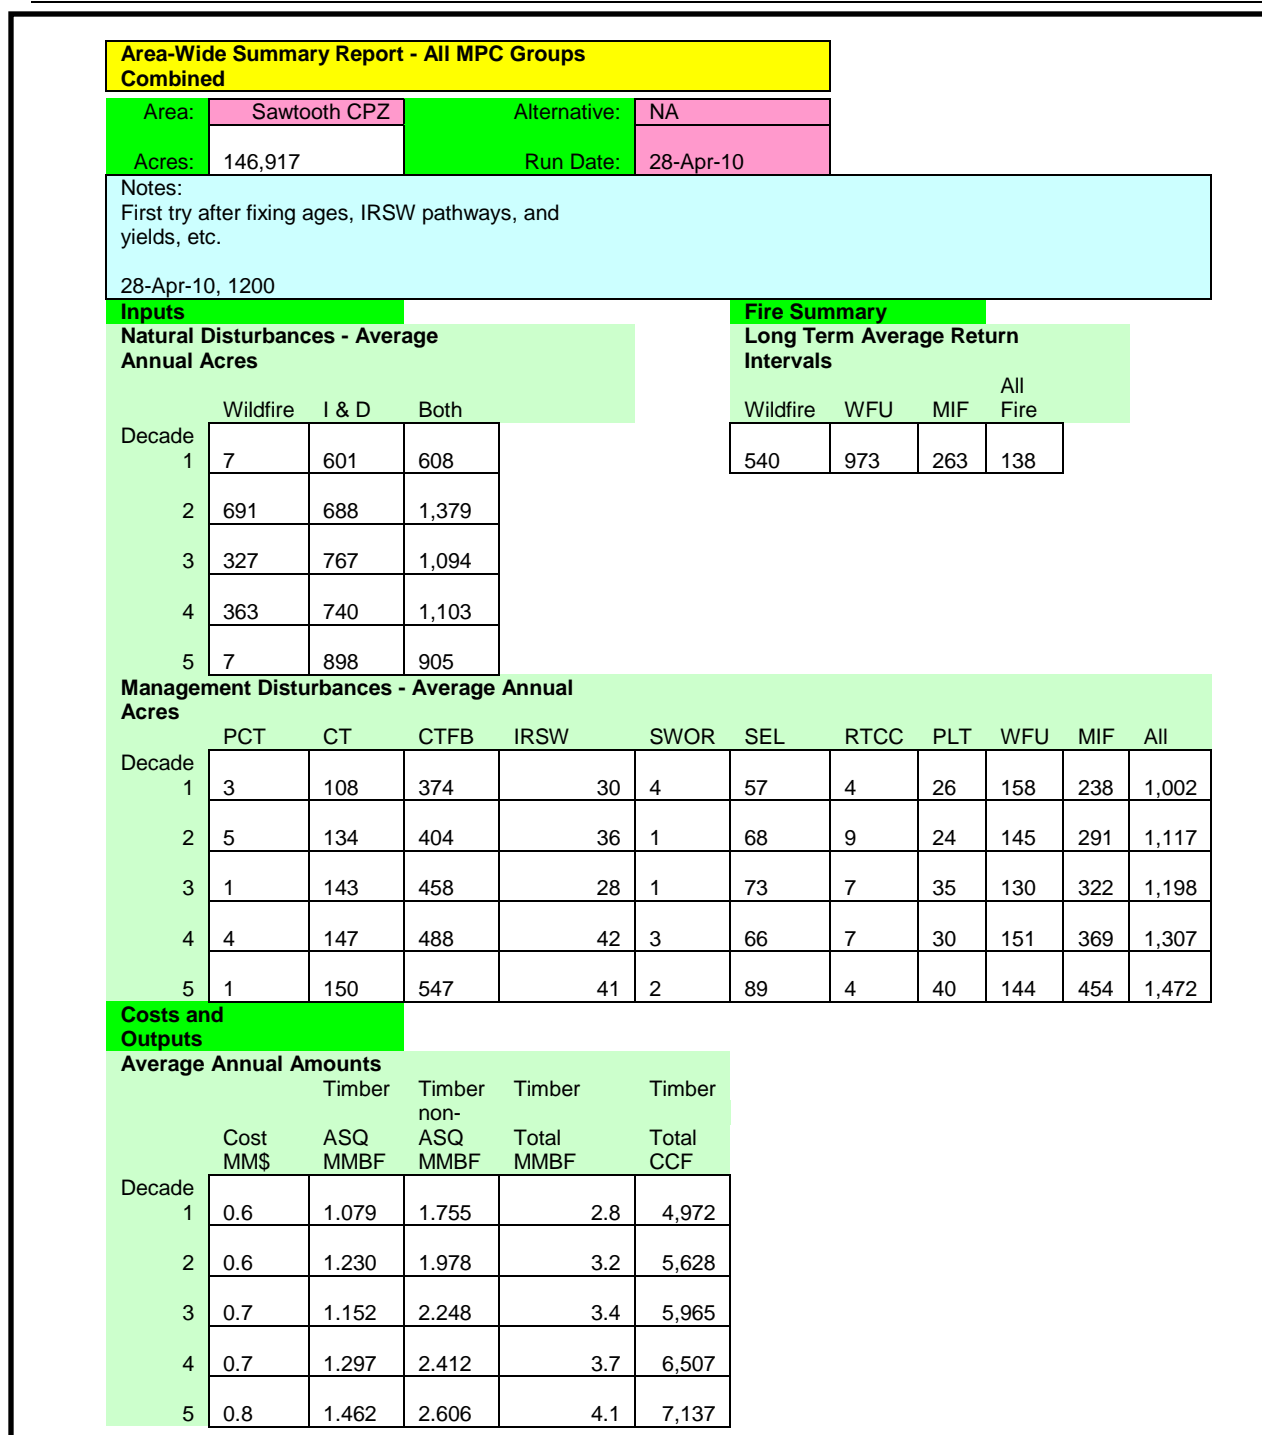 Area-Wide Summary Report - All MPC Groups
Combined
Area: Sawtooth CPZ Alternative: NA
Acres: 146,917 Run Date: 28-Apr-10
Notes:
First try after fixing ages, IRSW pathways, and
yields, etc.
28-Apr-10, 1200
Inputs Fire Summary
Natural Disturbances - Average
Annual Acres
Long Term Average Return
Intervals
Wildfire I & D Both
Wildfire WFU MIF All
Fire
540 973 263 138
Decade
1 7 601 608
2 691 688 1,379
3 327 767 1,094
4 363 740 1,103
5 7 898 905
Management Disturbances - Average Annual
Acres
PCT CT CTFB IRSW SWOR SEL RTCC PLT WFU MIF All
Decade
1 3 108 374 30 4 57 4 26 158 238 1,002
2 5 134 404 36 1 68 9 24 145 291 1,117
3 1 143 458 28 1 73 7 35 130 322 1,198
4 4 147 488 42 3 66 7 30 151 369 1,307
5 1 150 547 41 2 89 4 40 144 454 1,472
Costs and
Outputs
Average Annual Amounts
Timber Timber Timber Timber
non-
Cost ASQ ASQ Total Total
MM$ MMBF MMBF MMBF CCF
Decade
1 0.6 1.079 1.755 2.8 4,972
2 0.6 1.230 1.978 3.2 5,628
3 0.7 1.152 2.248 3.4 5,965
4 0.7 1.297 2.412 3.7 6,507
5 0.8 1.462 2.606 4.1 7,137